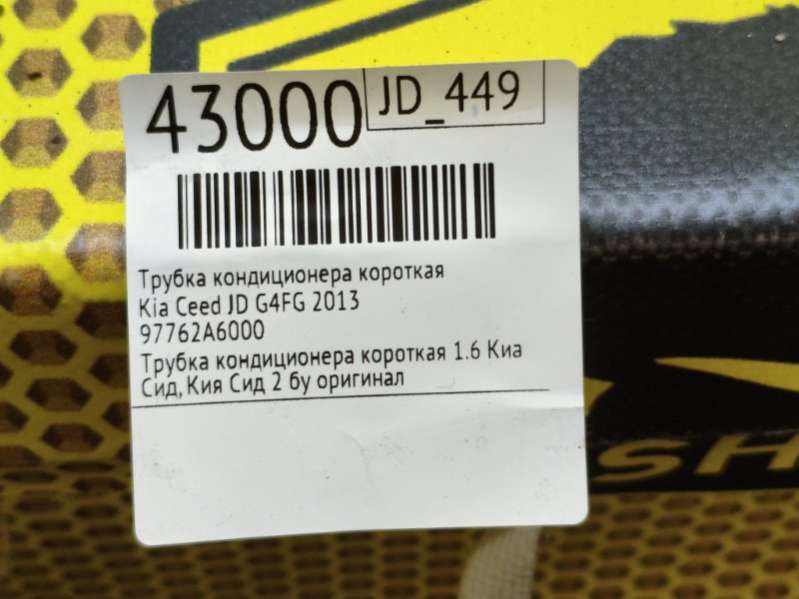 43000
JD_449
Трубка кондиционера короткая
Kia Ceed JD G4FG 2013
97762A6000
Трубка кондиционера короткая 1.6 Киа
Сид, Кия Сид 2 бу оригинал
SH